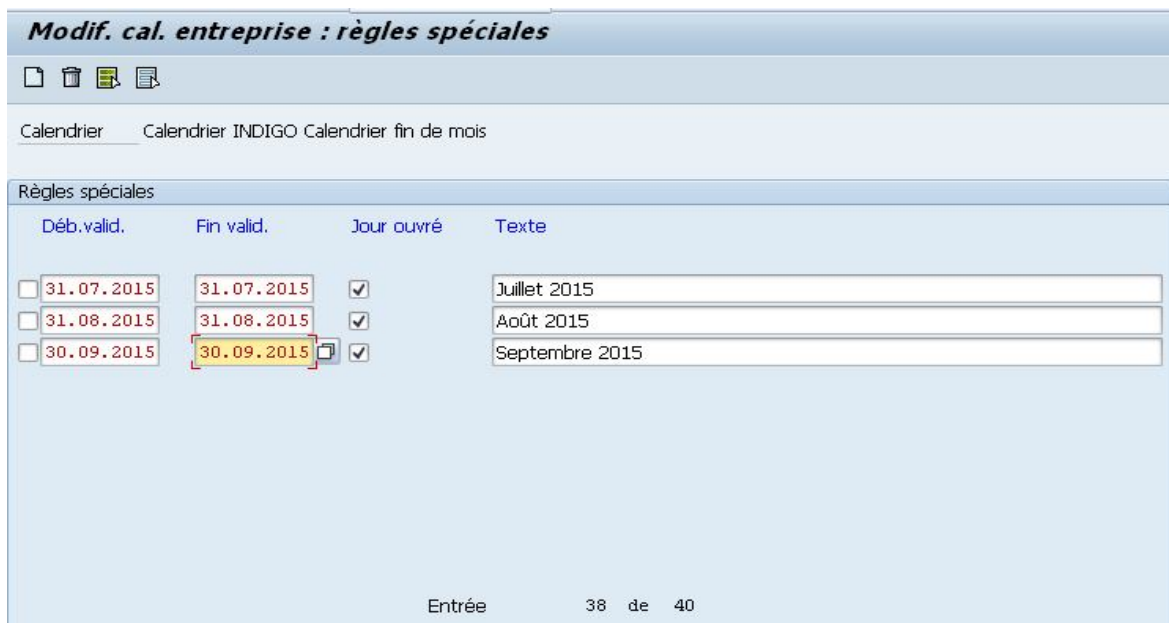 Modif. cal. entreprise : règles spéciales
Calendrier Calendrier INDIGO Calendrier fin de mois
Règles spéciales
Déb.valid. Fin valid. Jour ouvré Texte
31.07.2015 31.07.2015 Juillet 2015
31.08.2015 31.08.2015 Août 2015
30.09.2015 30.09.2015 Septembre 2015
Entrée 38 de 40